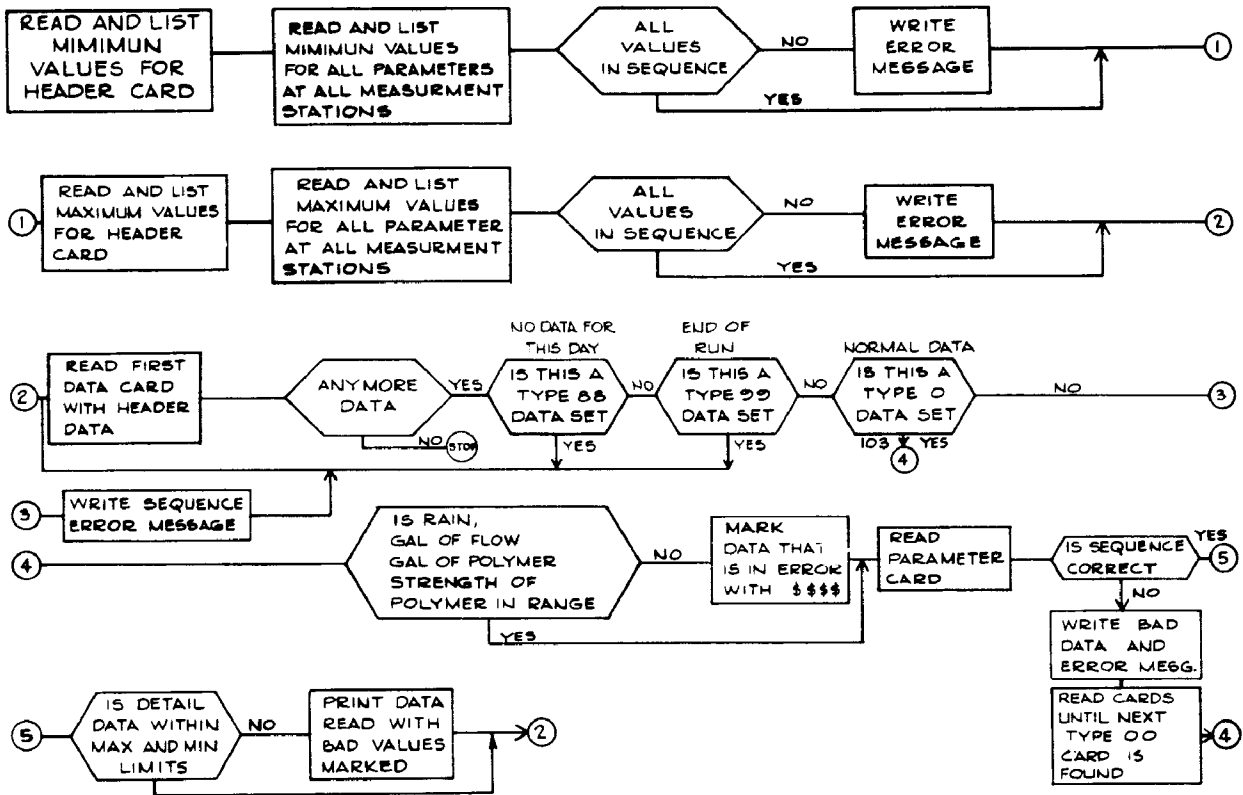 READ AND LIST
MIMIMUN
VALUES FOR
HEADER CARD
READ AND LIST
MINIMUN VALUES
FOR ALL PARAMETERS
AT ALL MEASURMENT
STATIONS
ALL
VALUES
IN SEQUENCE
NO
YES
WRITE
ERROR
MESSAGE
1
1
READ AND LIST
MAXIMUM VALUES
FOR HEADER
CARD
READ AND LIST
MAXIMUM VALUES
FOR ALL PARAMETER
AT ALL MEASURMENT
STATIONS
ALL
VALUES
IN SEQUENCE
NO
YES
WRITE
ERROR
MESSAGE
2
2
READ FIRST
DATA CARD
WITH HEADER
DATA
ANYMORE
DATA
YES
NO
STOP
NO DATA FOR
THIS DAY
IS THIS A
TYPE 88
DATA SET
NO
YES
END OF
RUN
IS THIS A
TYPE 99
DATA SET
NO
YES
NORMAL DATA
IS THIS A
TYPE O
DATA SET
NO
103 YES
4
3
3
WRITE SEQUENCE
ERROR MESSAGE
4
IS RAIN,
GAL OF FLOW
GAL OF POLYMER
STRENGTH OF
POLYMER IN RANGE
NO
YES
MARK
DATA THAT
IS IN ERROR
WITH $$$$
READ
PARAMETER
CARD
IS SEQUENCE
CORRECT
YES
5
NO
WRITE BAD
DATA AND
ERROR MESG.
READ CARDS
UNTIL NEXT
TYPE OO
CARD IS
FOUND
4
5
IS DETAIL
DATA WITHIN
MAX AND MIN
LIMITS
NO
YES
PRINT DATA
READ WITH
BAD VALUES
MARKED
2